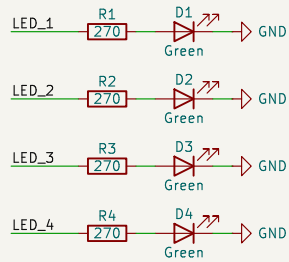 LED_1 R1 270 D1 Green GND
LED_2 R2 270 D2 Green GND
LED_3 R3 270 D3 Green GND
LED_4 R4 270 D4 Green GND